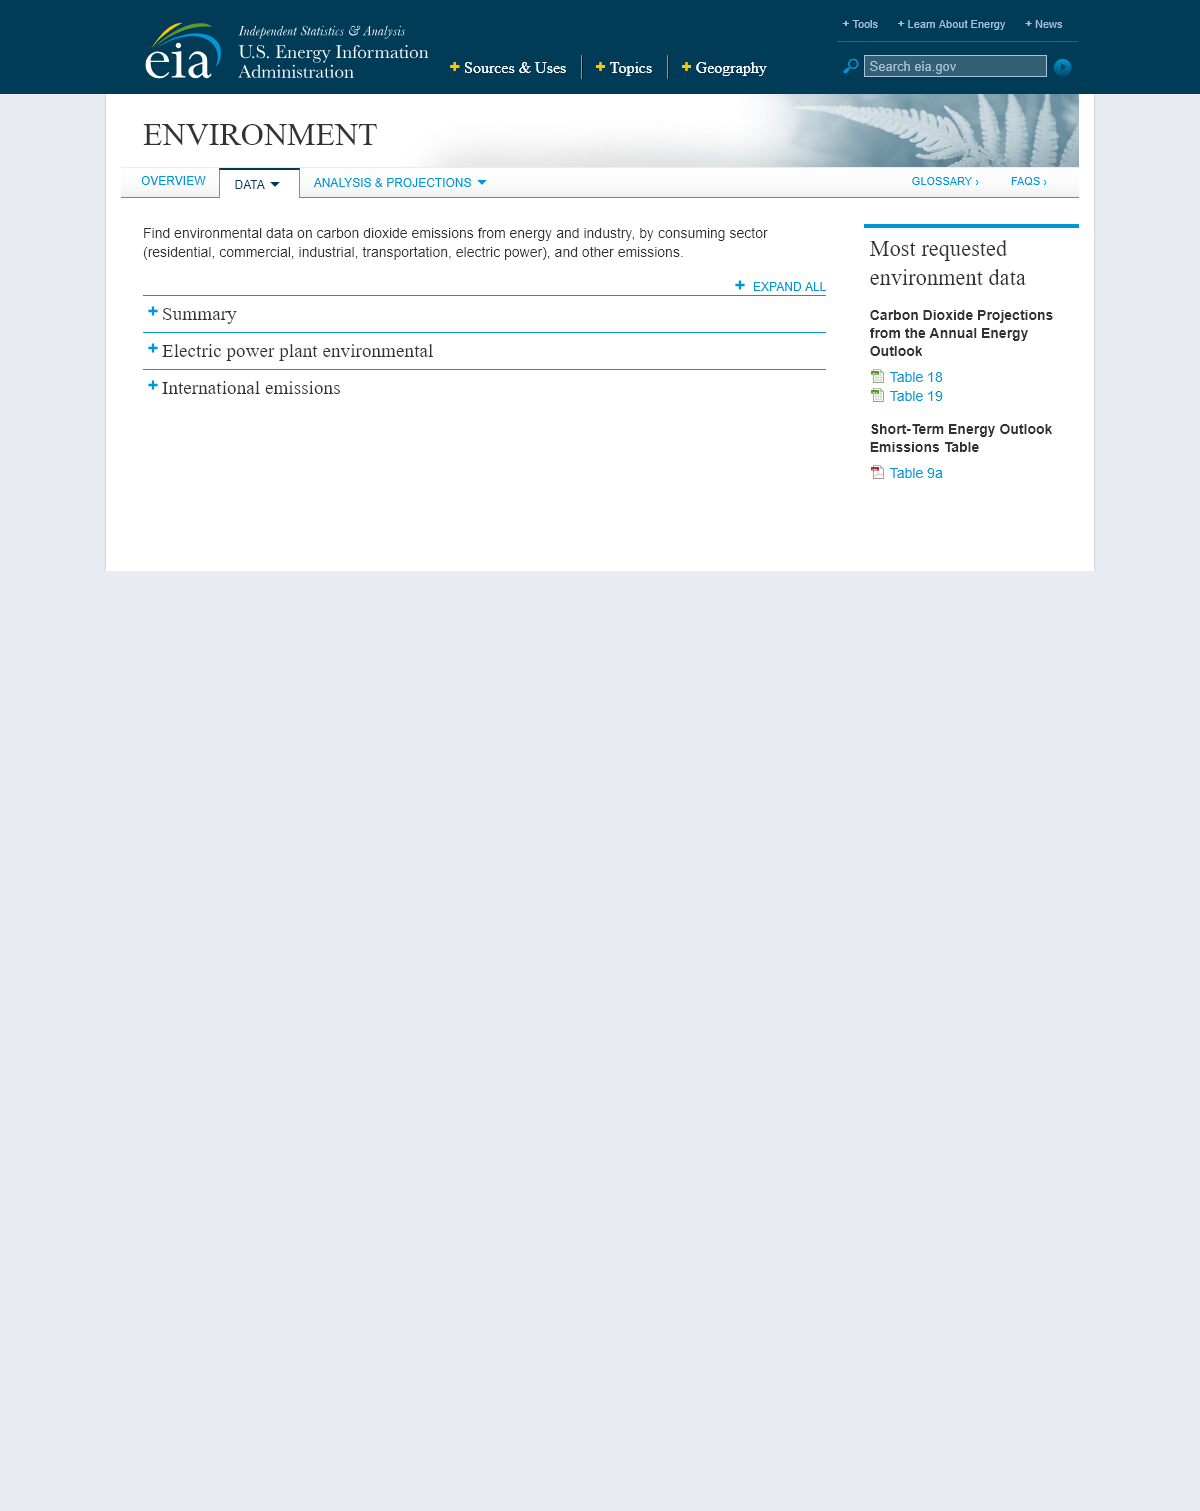 Independent Statistics & Analysis
eia
U.S. Energy Information
Administration
+ Tools + Learn About Energy + News
+ Sources & Uses + Topics + Geography
Search eia.gov
ENVIRONMENT
OVERVIEW DATA ANALYSIS & PROJECTIONS GLOSSARY › FAQS ›
Find environmental data on carbon dioxide emissions from energy and industry, by consuming sector
(residential, commercial, industrial, transportation, electric power), and other emissions.
+ EXPAND ALL
+ Summary
+ Electric power plant environmental
+ International emissions
Most requested
environment data
Carbon Dioxide Projections
from the Annual Energy
Outlook
Table 18
Table 19
Short-Term Energy Outlook
Emissions Table
Table 9a